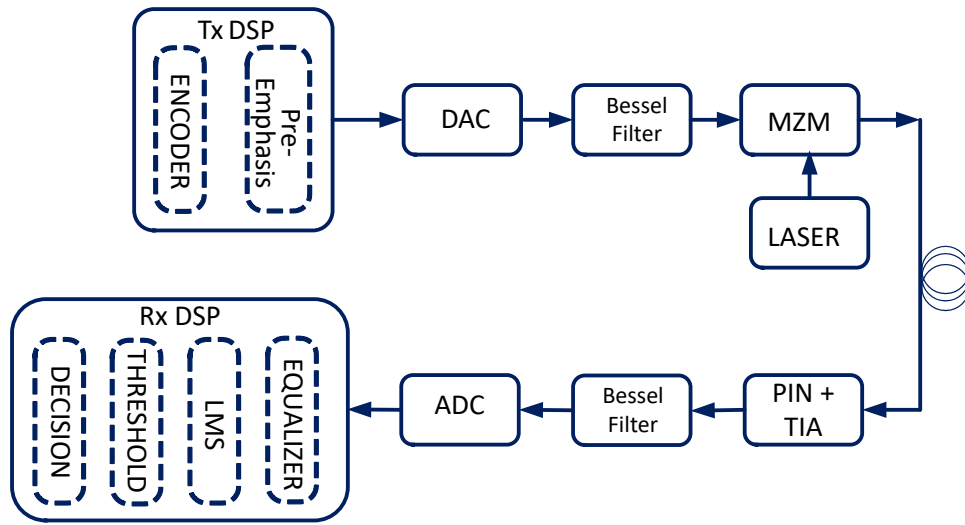 Tx DSP
ENCODER
Pre-
Emphasis
DAC
Bessel
Filter
MZM
LASER
Rx DSP
DECISION
THRESHOLD
LMS
EQUALIZER
ADC
Bessel
Filter
PIN +
TIA